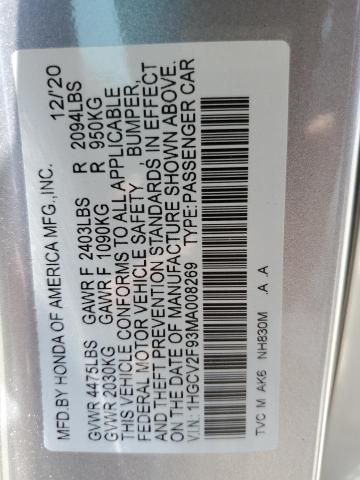 MFD. BY HONDA OF AMERICA MFG.,INC. 12/'20
GVWR 4475LBS GAWR F 2403LBS R 2094LBS
GVWR 2030KG GAWR F 1090KG R 950KG
THIS VEHICLE CONFORMS TO ALL APPLICABLE
FEDERAL MOTOR VEHICLE SAFETY BUMPER,
AND THEFT PREVENTION STANDARDS IN EFFECT
ON THE DATE OF MANUFACTURE SHOWN ABOVE.
V.I.N.: 1HGCV2F93MA008269 TYPE:PASSENGER CAR
TVC M AK6 NH830M .A .A